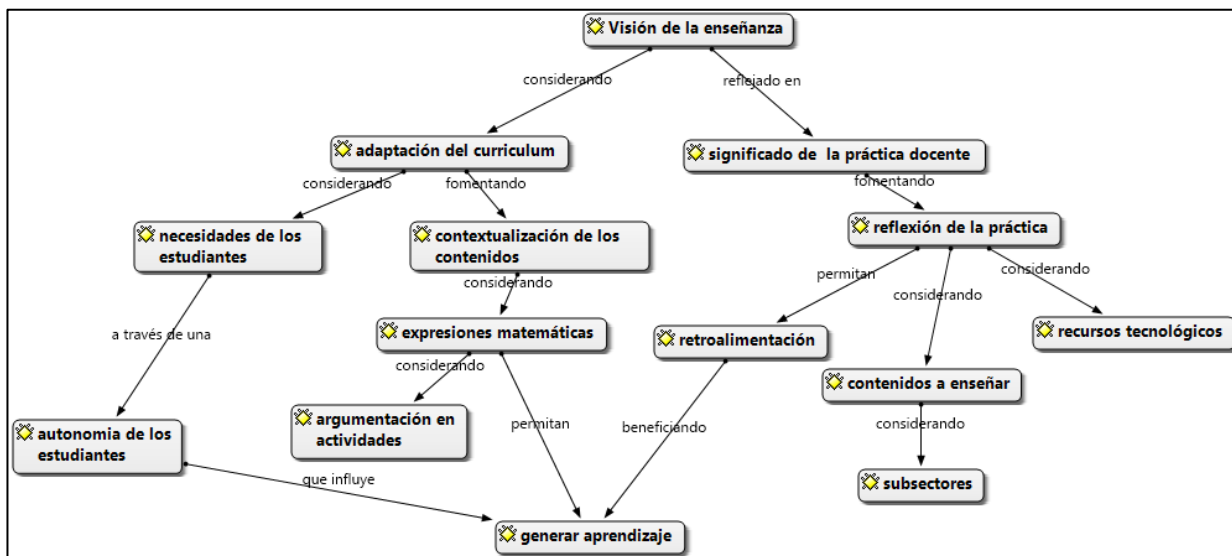 Visión de la enseñanza
considerando
reflejado en
adaptación del curriculum
significado de la práctica docente
considerando
fomentando
fomentando
necesidades de los
estudiantes
contextualización de los
contenidos
reflexión de la práctica
considerando
permitan
considerando
considerando
a través de una
expresiones matemáticas
retroalimentación
recursos tecnológicos
considerando
contenidos a enseñar
argumentación en
actividades
permitan
beneficiando
considerando
autonomia de los
estudiantes
que influye
subsectores
generar aprendizaje